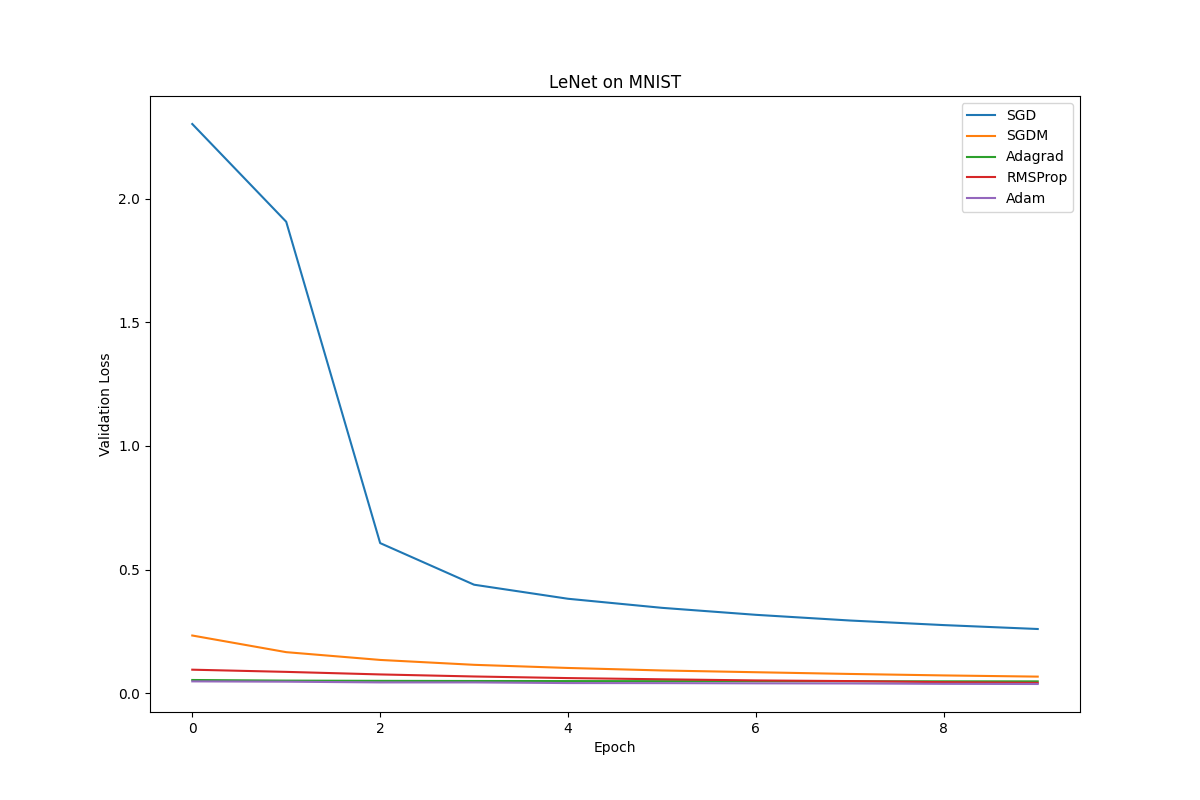 LeNet on MNIST
SGD
SGDM
Adagrad
RMSProp
Adam
2.0
1.5
1.0
0.5
0.0
Validation Loss
0 2 4 6 8
Epoch